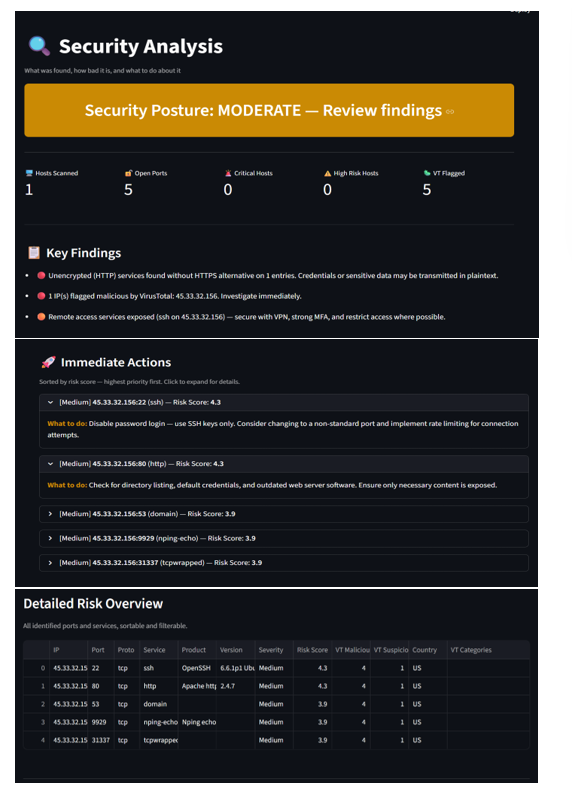 Security Analysis
What was found, how bad it is, and what to do about it
Security Posture: MODERATE — Review findings
Hosts Scanned
Open Ports
Critical Hosts
High Risk Hosts
VT Flagged
1
5
0
0
5
Key Findings
Unencrypted (HTTP) services found without HTTPS alternative on 1 entries. Credentials or sensitive data may be transmitted in plaintext.
1 IP(s) flagged malicious by VirusTotal: 45.33.32.156. Investigate immediately.
Remote access services exposed (ssh on 45.33.32.156) — secure with VPN, strong MFA, and restrict access where possible.
Immediate Actions
Sorted by risk score — highest priority first. Click to expand for details.
[Medium] 45.33.32.156:22 (ssh) — Risk Score: 4.3
What to do: Disable password login — use SSH keys only. Consider changing to a non-standard port and implement rate limiting for connection
attempts.
[Medium] 45.33.32.156:80 (http) — Risk Score: 4.3
What to do: Check for directory listing, default credentials, and outdated web server software. Ensure only necessary content is exposed.
[Medium] 45.33.32.156:53 (domain) — Risk Score: 3.9
[Medium] 45.33.32.156:9929 (nping-echo) — Risk Score: 3.9
[Medium] 45.33.32.156:31337 (tcpwrapped) — Risk Score: 3.9
Detailed Risk Overview
All identified ports and services, sortable and filterable.
IP Port Proto Service Product Version Severity Risk Score VT Maliciou VT Suspicio Country VT Categories
0 45.33.32.15 22 tcp ssh OpenSSH 6.6.1p1 Ubu Medium 4.3 4 1 US
1 45.33.32.15 80 tcp http Apache http 2.4.7 Medium 4.3 4 1 US
2 45.33.32.15 53 tcp domain Medium 3.9 4 1 US
3 45.33.32.15 9929 tcp nping-echo Nping echo Medium 3.9 4 1 US
4 45.33.32.15 31337 tcp tcpwrapped Medium 3.9 4 1 US